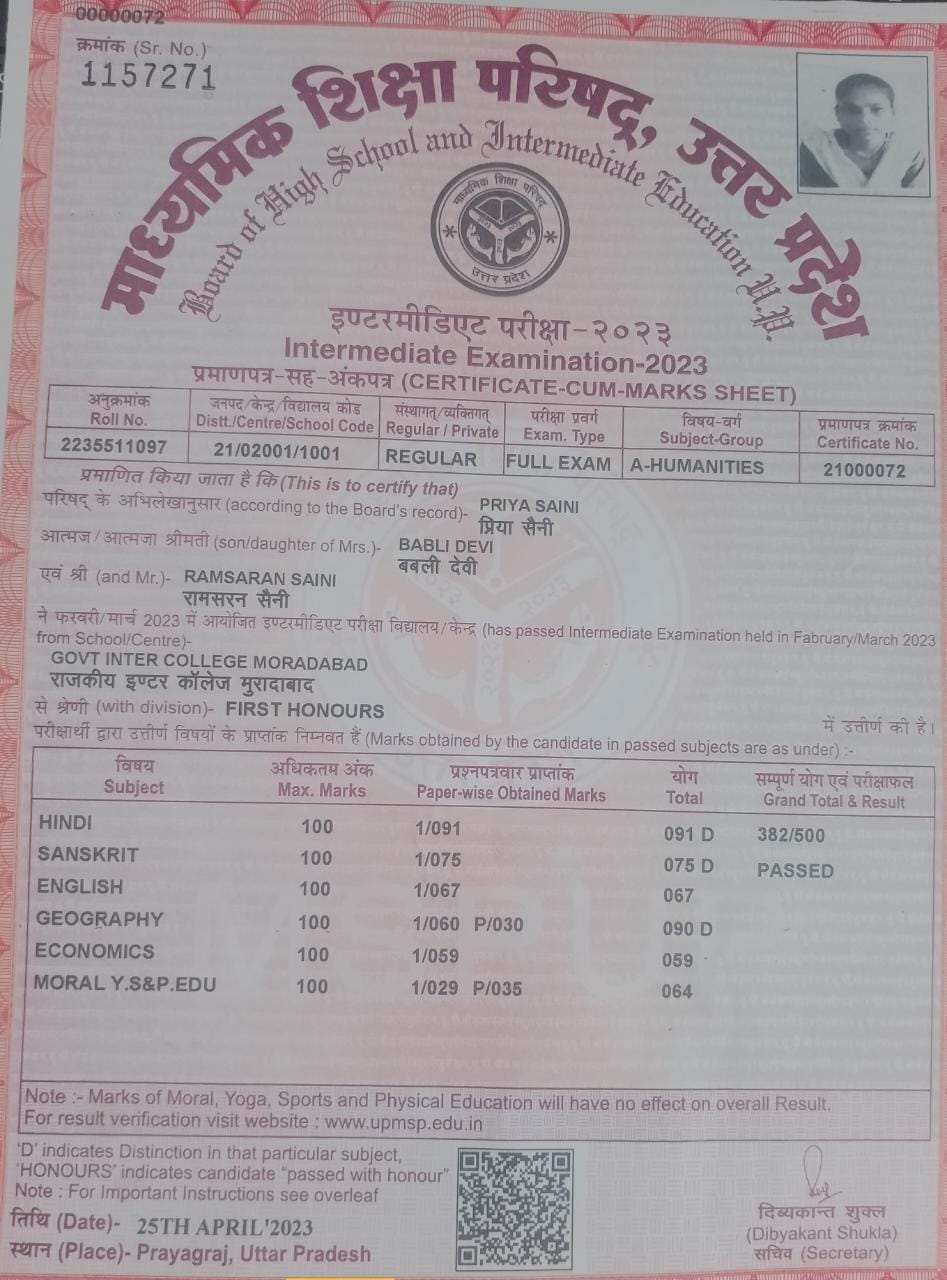 00000072
क्रमांक (Sr. No.)
1157271
माध्यमिक शिक्षा परिषद्, उत्तर प्रदेश
Board of High School and Intermediate Education U.P.
माध्यमिक शिक्षा परिषद
उत्तर प्रदेश
इण्टरमीडिएट परीक्षा-२०२३
Intermediate Examination-2023
प्रमाणपत्र-सह-अंकपत्र (CERTIFICATE-CUM-MARKS SHEET)
अनुक्रमांक जनपद/केन्द्र/विद्यालय कोड संस्थागत्/व्यक्तिगत् परीक्षा प्रवर्ग विषय-वर्ग प्रमाणपत्र क्रमांक
Roll No. Distt./Centre/School Code Regular / Private Exam. Type Subject-Group Certificate No.
2235511097 21/02001/1001 REGULAR FULL EXAM A-HUMANITIES 21000072
प्रमाणित किया जाता है कि (This is to certify that)
परिषद् के अभिलेखानुसार (according to the Board's record)- PRIYA SAINI
प्रिया सैनी
आत्मज/आत्मजा श्रीमती (son/daughter of Mrs.)- BABLI DEVI
बबली देवी
एवं श्री (and Mr.)- RAMSARAN SAINI
रामसरन सैनी
ने फरवरी/मार्च 2023 में आयोजित इण्टरमीडिएट परीक्षा विद्यालय/केन्द्र (has passed Intermediate Examination held in Fabruary/March 2023
from School/Centre)-
GOVT INTER COLLEGE MORADABAD
राजकीय इण्टर कॉलेज मुरादाबाद
से श्रेणी (with division)- FIRST HONOURS में उत्तीर्ण की है।
परीक्षार्थी द्वारा उत्तीर्ण विषयों के प्राप्तांक निम्नवत हैं (Marks obtained by the candidate in passed subjects are as under) :-
विषय अधिकतम अंक प्रश्नपत्रवार प्राप्तांक योग सम्पूर्ण योग एवं परीक्षाफल
Subject Max. Marks Paper-wise Obtained Marks Total Grand Total & Result
HINDI 100 1/091 091 D 382/500
SANSKRIT 100 1/075 075 D PASSED
ENGLISH 100 1/067 067
GEOGRAPHY 100 1/060 P/030 090 D
ECONOMICS 100 1/059 059
MORAL Y.S&P.EDU 100 1/029 P/035 064
Note :- Marks of Moral, Yoga, Sports and Physical Education will have no effect on overall Result.
For result verification visit website : www.upmsp.edu.in
'D' indicates Distinction in that particular subject,
'HONOURS' indicates candidate "passed with honour"
Note : For Important Instructions see overleaf
तिथि (Date)- 25TH APRIL'2023
स्थान (Place)- Prayagraj, Uttar Pradesh
दिब्यकान्त शुक्ल
(Dibyakant Shukla)
सचिव (Secretary)